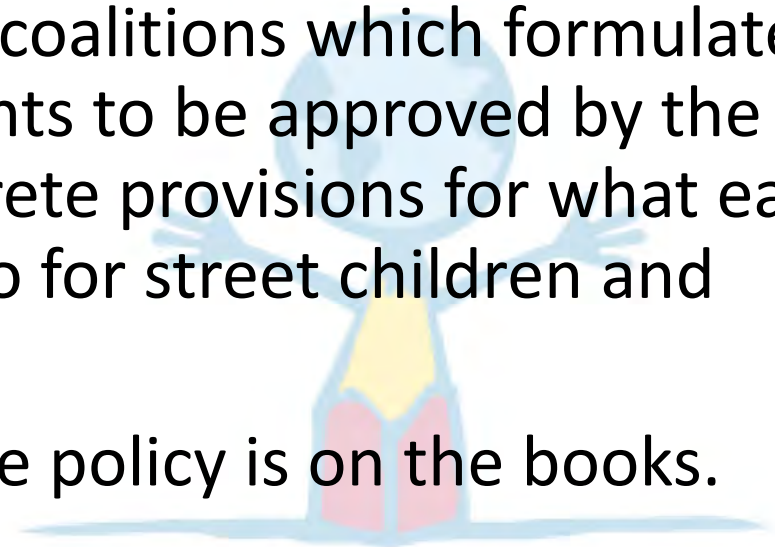 coalitions which formulate
nts to be approved by the
rete provisions for what ea
o for street children and
e policy is on the books.